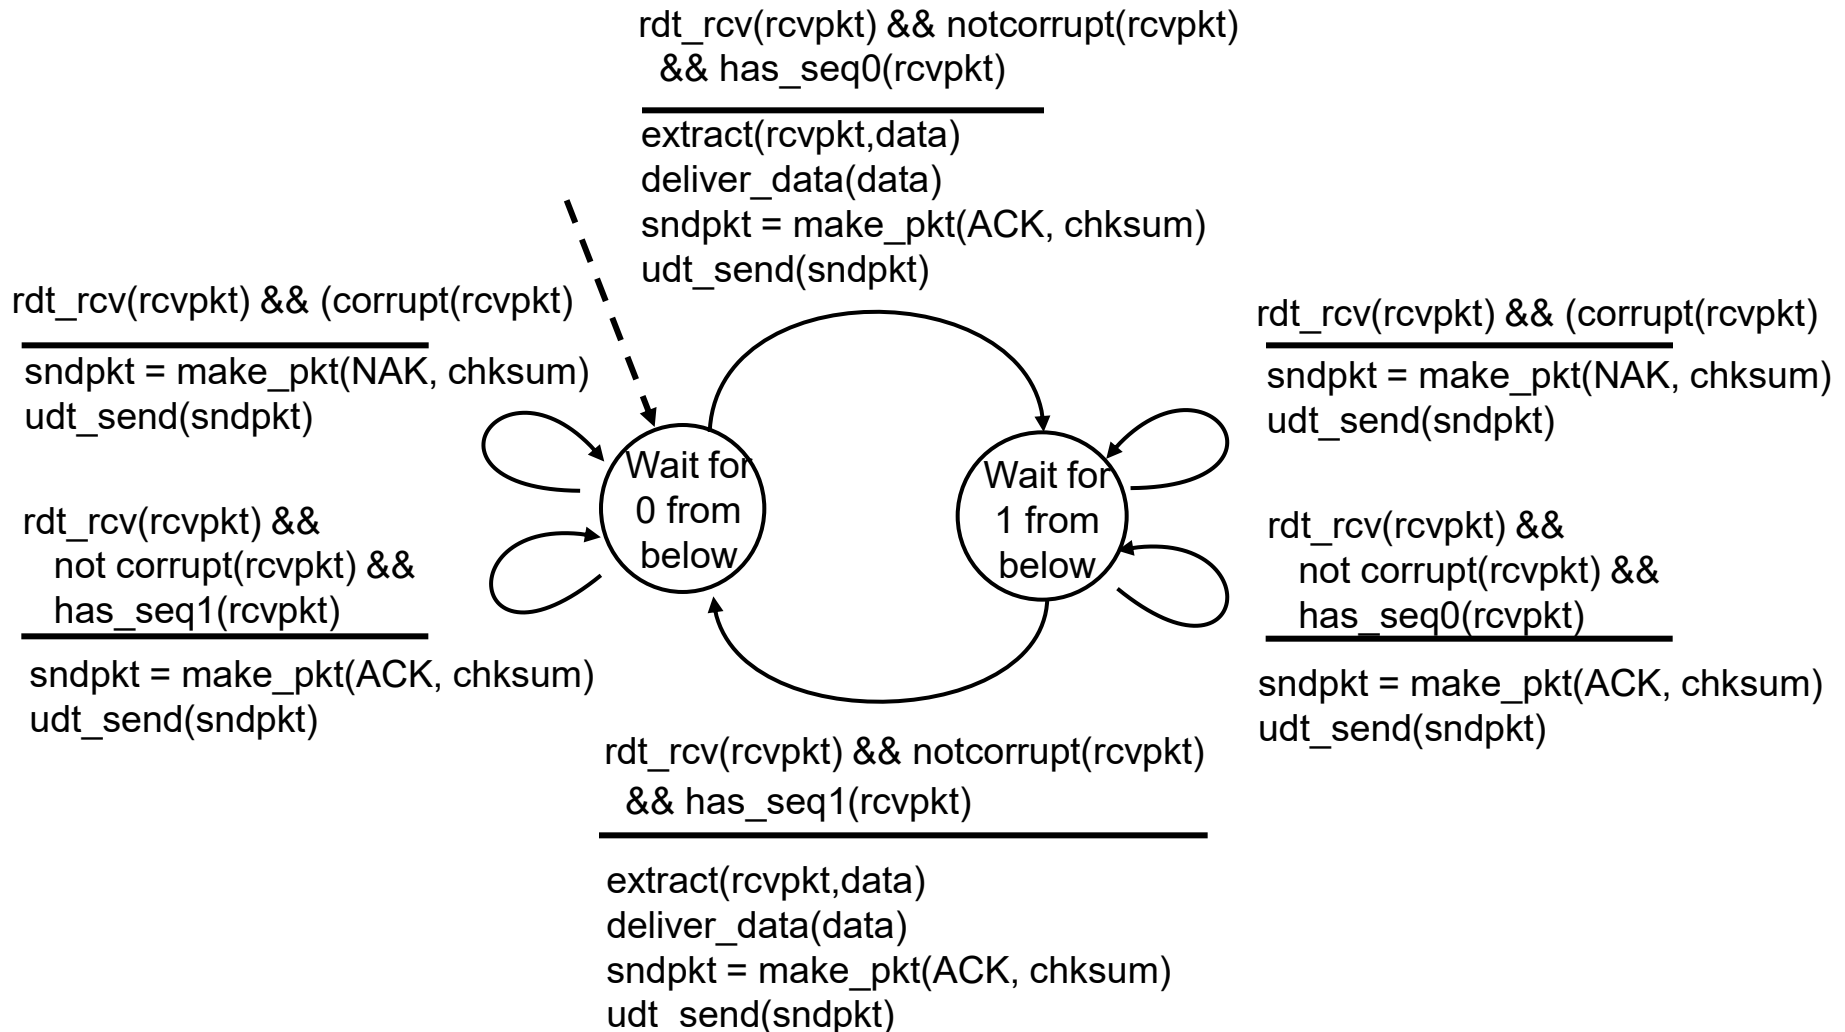 rdt_rcv(rcvpkt) && notcorrupt(rcvpkt)
&& has_seq0(rcvpkt)
extract(rcvpkt,data)
deliver_data(data)
sndpkt = make_pkt(ACK, chksum)
udt_send(sndpkt)
rdt_rcv(rcvpkt) && (corrupt(rcvpkt)
sndpkt = make_pkt(NAK, chksum)
udt_send(sndpkt)
rdt_rcv(rcvpkt) &&
not corrupt(rcvpkt) &&
has_seq1(rcvpkt)
sndpkt = make_pkt(ACK, chksum)
udt_send(sndpkt)
Wait for
0 from
below
Wait for
1 from
below
rdt_rcv(rcvpkt) && (corrupt(rcvpkt)
sndpkt = make_pkt(NAK, chksum)
udt_send(sndpkt)
rdt_rcv(rcvpkt) &&
not corrupt(rcvpkt) &&
has_seq0(rcvpkt)
sndpkt = make_pkt(ACK, chksum)
udt_send(sndpkt)
rdt_rcv(rcvpkt) && notcorrupt(rcvpkt)
&& has_seq1(rcvpkt)
extract(rcvpkt,data)
deliver_data(data)
sndpkt = make_pkt(ACK, chksum)
udt_send(sndpkt)